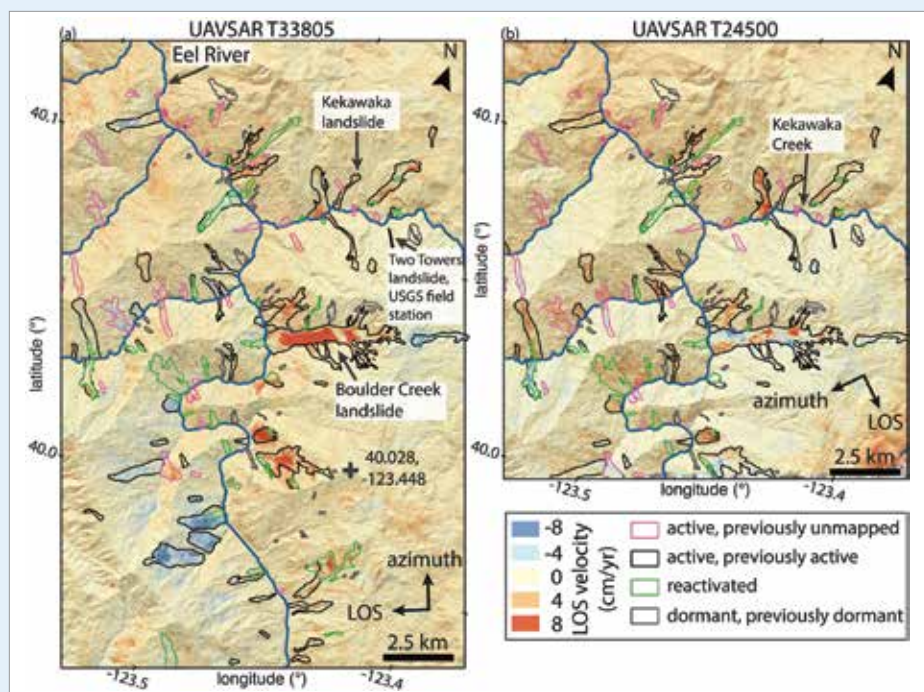 UAVSAR T33805
(a)
Eel River
N
Kekawaka
landslide
40.1
Two Towers
landslide,
USGS field
station
latitude (°)
Boulder Creek
landslide
40.0
40.028,
-123.448
azimuth
LOS
2.5 km
-123.5
longitude (°)
-123.4
UAVSAR T24500
(b)
N
40.1
Kekawaka
Creek
latitude (°)
azimuth
LOS
40.0
2.5 km
-123.5
longitude (°)
-123.4
-8
-4
0
4
8
LOS velocity
(cm/yr)
active, previously unmapped
active, previously active
reactivated
dormant, previously dormant